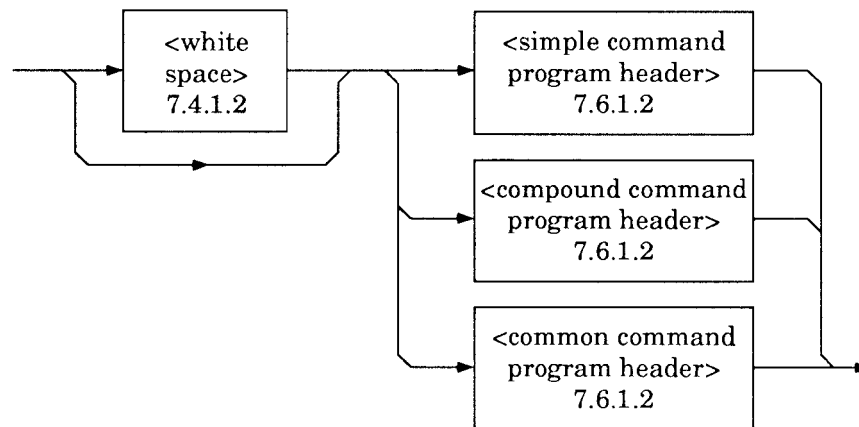 <white
space>
7.4.1.2
<simple command
program header>
7.6.1.2
<compound command
program header>
7.6.1.2
<common command
program header>
7.6.1.2